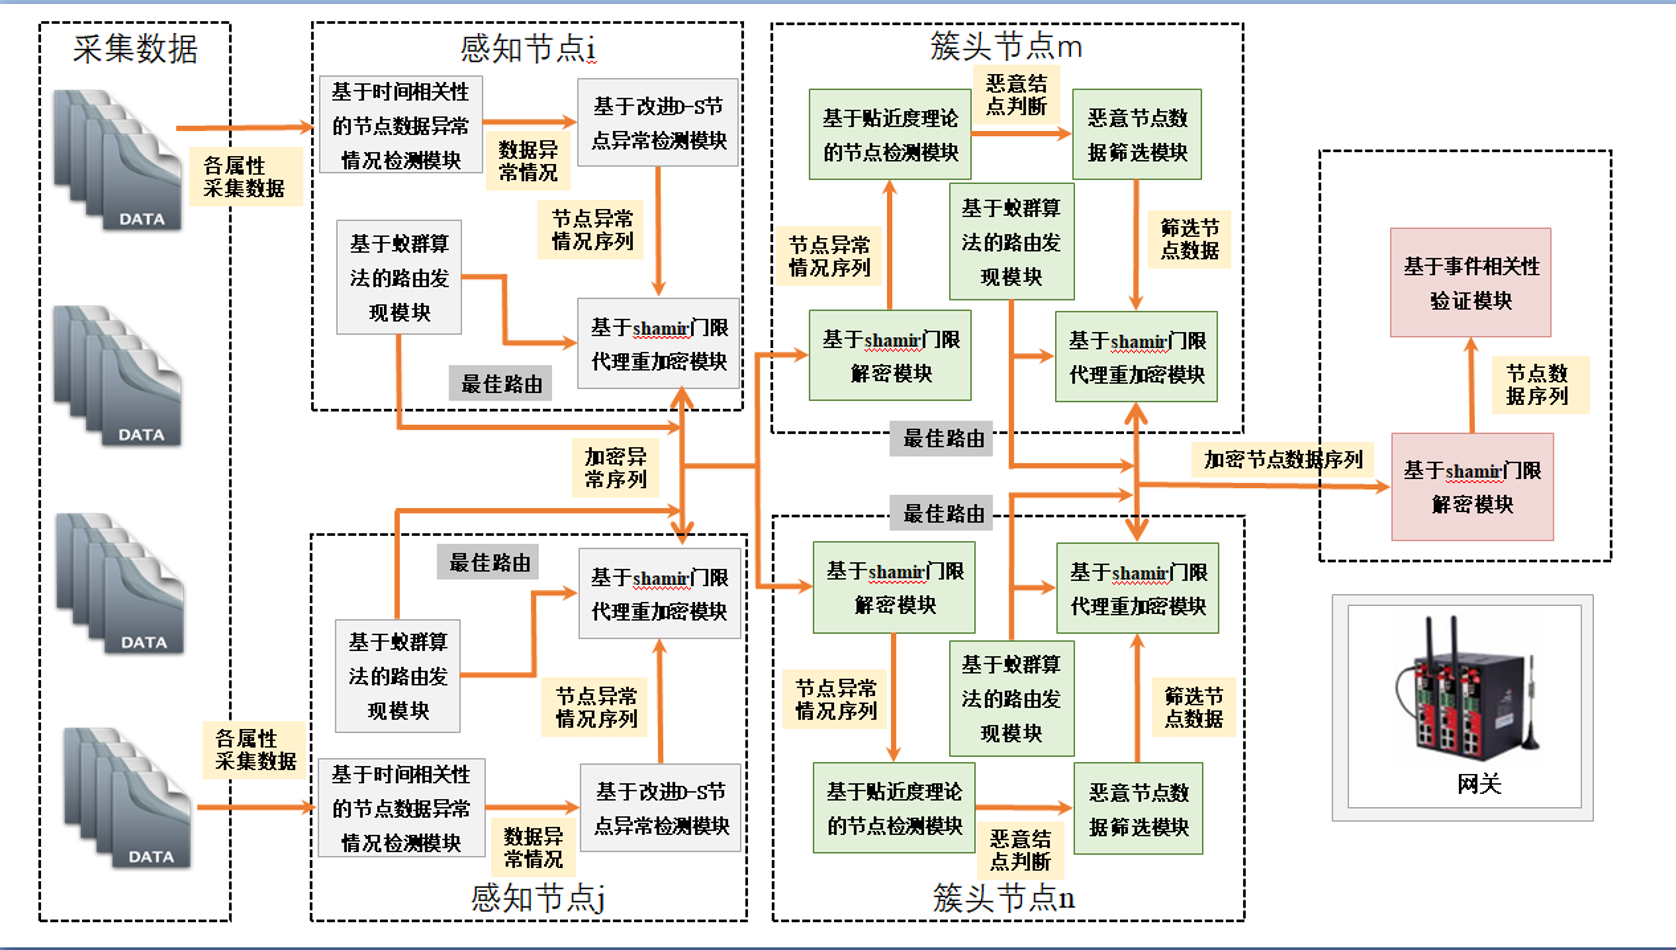 采集数据
DATA
DATA
DATA
DATA
各属性
采集数据
各属性
采集数据
感知节点i
基于时间相关性
的节点数据异常
情况检测模块
数据异
常情况
基于改进D-S节
点异常检测模块
节点异常
情况序列
基于蚁群算
法的路由发
现模块
基于shamir门限
代理重加密模块
最佳路由
加密异
常序列
最佳路由
基于shamir门限
代理重加密模块
基于蚁群算
法的路由发
现模块
节点异常
情况序列
基于时间相关性
的节点数据异常
情况检测模块
数据异
常情况
基于改进D-S节
点异常检测模块
感知节点j
簇头节点m
基于贴近度理论
的节点检测模块
恶意结
点判断
恶意节点数
据筛选模块
节点异常
情况序列
基于蚁群算
法的路由发
现模块
筛选节
点数据
基于shamir门限
解密模块
基于shamir门限
代理重加密模块
最佳路由
加密节点数据序列
最佳路由
基于shamir门限
解密模块
基于shamir门限
代理重加密模块
节点异常
情况序列
基于蚁群算
法的路由发
现模块
筛选节
点数据
基于贴近度理论
的节点检测模块
恶意结
点判断
恶意节点数
据筛选模块
簇头节点n
基于事件相关性
验证模块
节点数
据序列
基于shamir门限
解密模块
网关